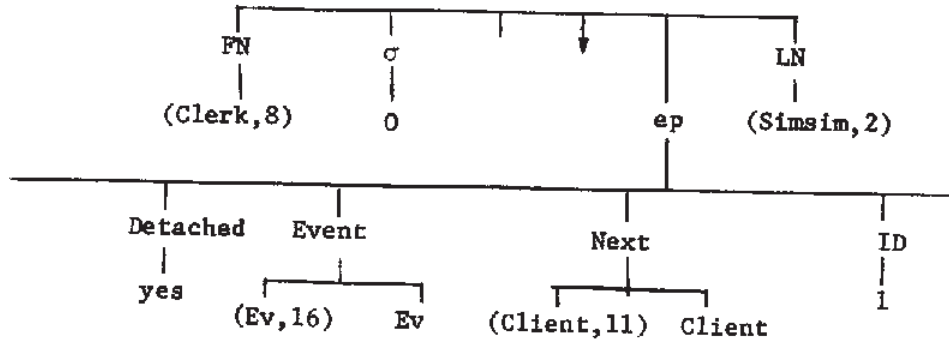 FN σ LN
(Clerk,8) 0 ep (Simsim,2)
Detached Event Next ID
yes 1
(Ev,16) Ev (Client,11) Client